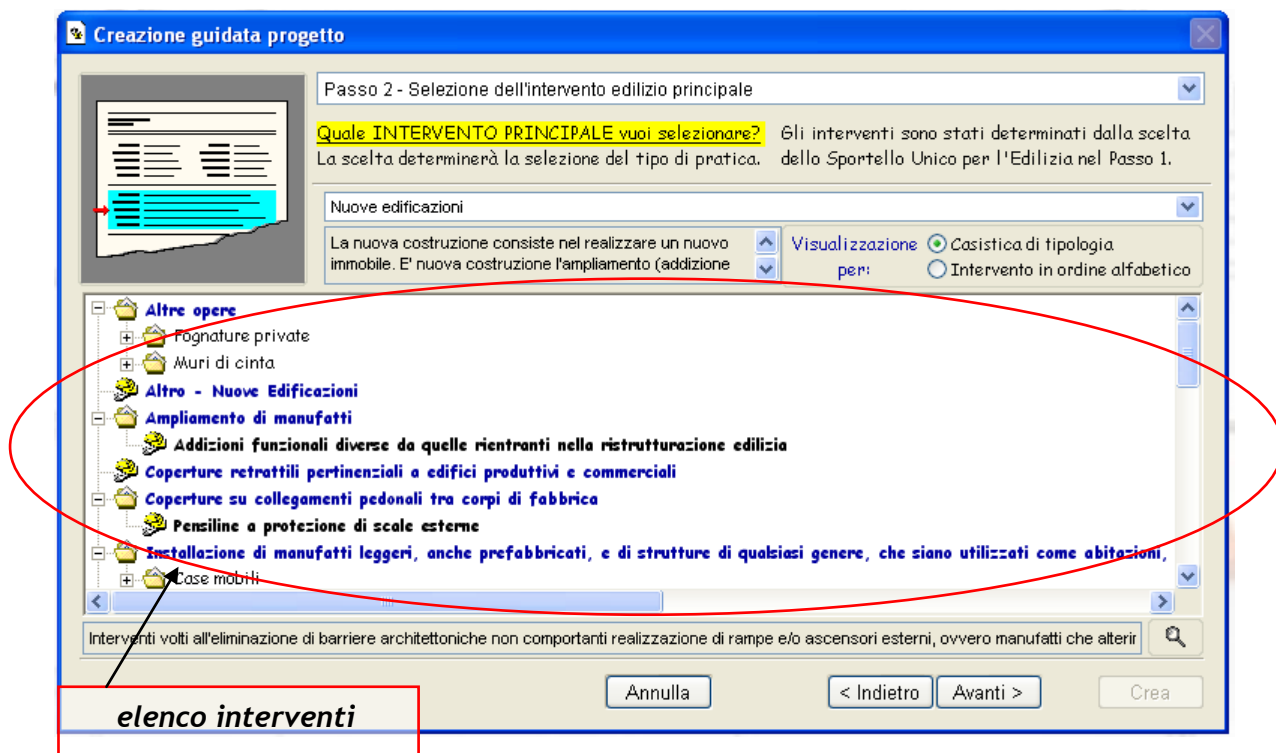 Creazione guidata progetto
Passo 2 - Selezione dell'intervento edilizio principale
Quale INTERVENTO PRINCIPALE vuoi selezionare?
La scelta determinerà la selezione del tipo di pratica.
Gli interventi sono stati determinati dalla scelta
dello Sportello Unico per l'Edilizia nel Passo 1.
Nuove edificazioni
La nuova costruzione consiste nel realizzare un nuovo
immobile. E' nuova costruzione l'ampliamento (addizione
Visualizzazione
per:
Casistica di tipologia
Intervento in ordine alfabetico
Altre opere
Fognature private
Muri di cinta
Altro - Nuove Edificazioni
Ampliamento di manufatti
Addizioni funzionali diverse da quelle rientranti nella ristrutturazione edilizia
Coperture retrattili pertinenziali a edifici produttivi e commerciali
Coperture su collegamenti pedonali tra corpi di fabbrica
Pensiline a protezione di scale esterne
Installazione di manufatti leggeri, anche prefabbricati, e di strutture di qualsiasi genere, che siano utilizzati come abitazioni,
Case mobili
Interventi volti all'eliminazione di barriere architettoniche non comportanti realizzazione di rampe e/o ascensori esterni, ovvero manufatti che alterir
Annulla
< Indietro
Avanti >
Crea
elenco interventi